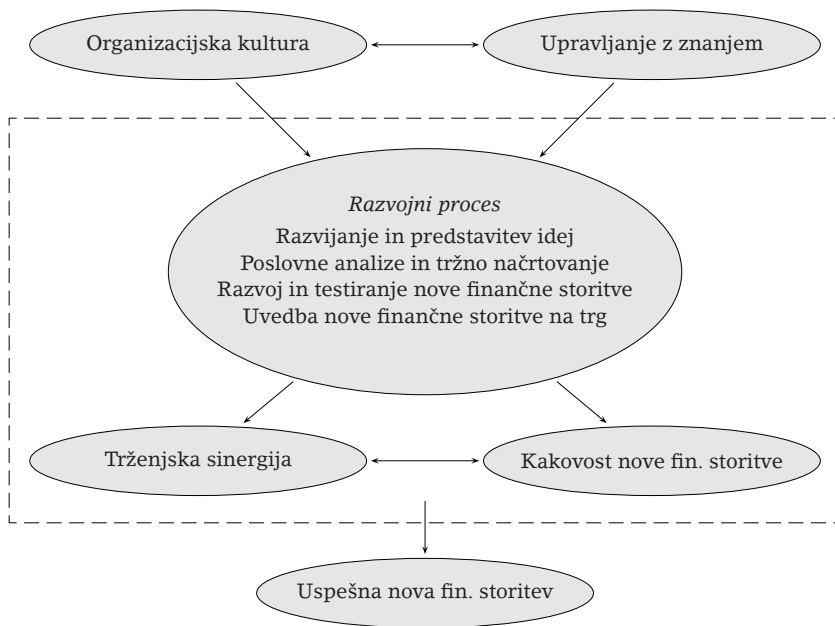 Organizacijska kultura
Upravljanje z znanjem
Razvojni proces
Razvijanje in predstavitev idej
Poslovne analize in tržno načrtovanje
Razvoj in testiranje nove finančne storitve
Uvedba nove finančne storitve na trg
Trženjska sinergija
Kakovost nove fin. storitve
Uspešna nova fin. storitev